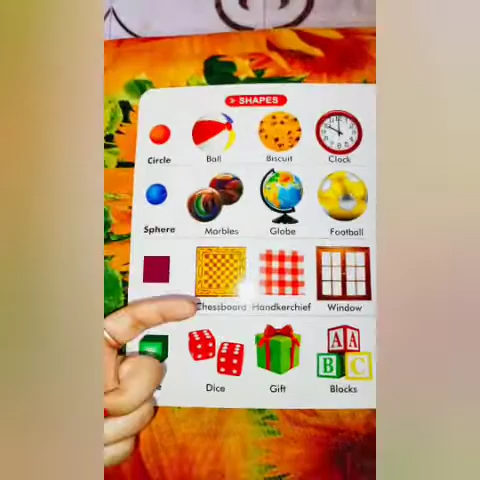 > SHAPES
Circle Ball Biscuit Clock
Sphere Marbles Globe Football
Chessboard Handkerchief Window
A A
B C
e Dice Gift Blocks